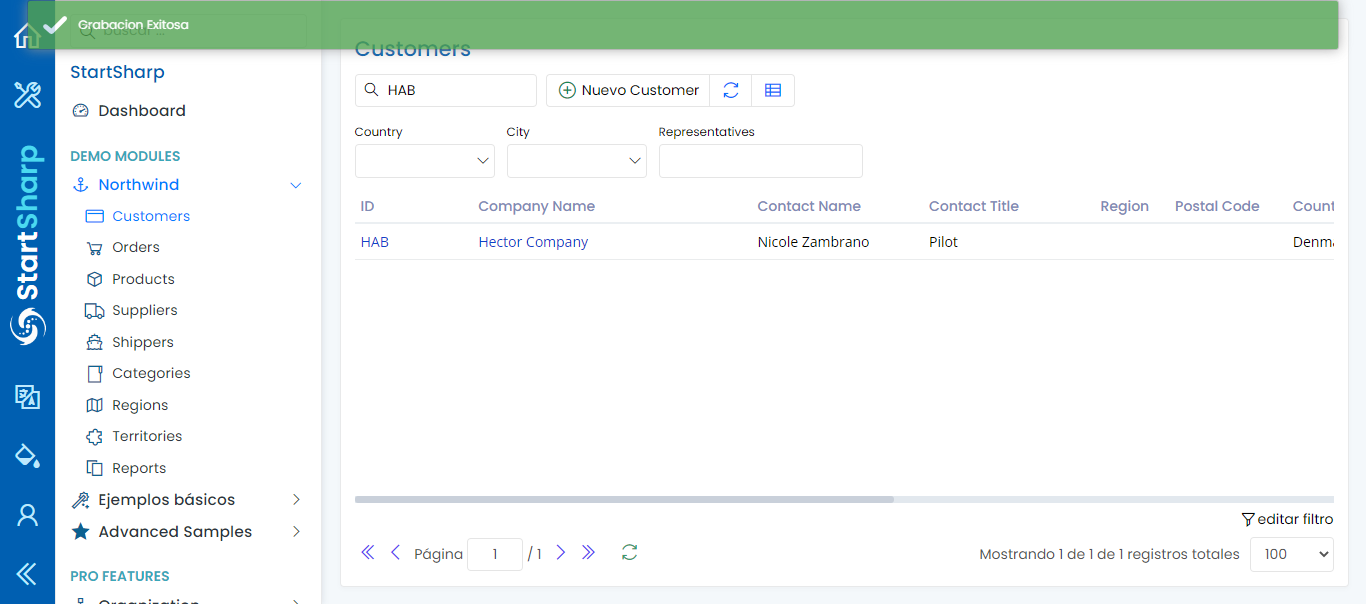 Grabacion Exitosa
buscar ...
StartSharp
StartSharp
Dashboard
DEMO MODULES
Northwind
Customers
Orders
Products
Suppliers
Shippers
Categories
Regions
Territories
Reports
Ejemplos básicos
Advanced Samples
PRO FEATURES
Organization
Customers
HAB
Nuevo Customer
Country
City
Representatives
ID Company Name Contact Name Contact Title Region Postal Code Count
HAB Hector Company Nicole Zambrano Pilot Denma
editar filtro
Página 1 / 1
Mostrando 1 de 1 de 1 registros totales 100